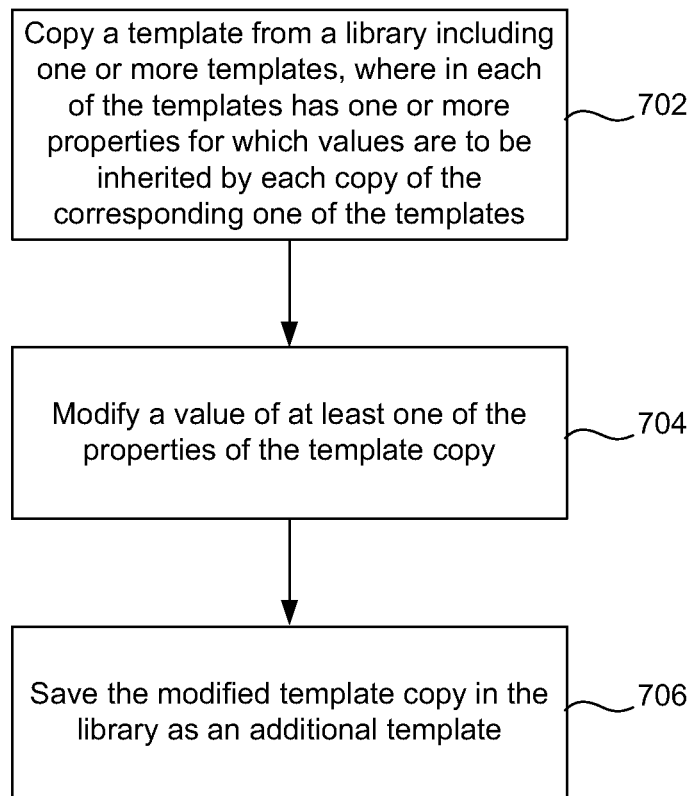 Copy a template from a library including
one or more templates, where in each
of the templates has one or more
properties for which values are to be
inherited by each copy of the
corresponding one of the templates
702
Modify a value of at least one of the
properties of the template copy
704
Save the modified template copy in the
library as an additional template
706